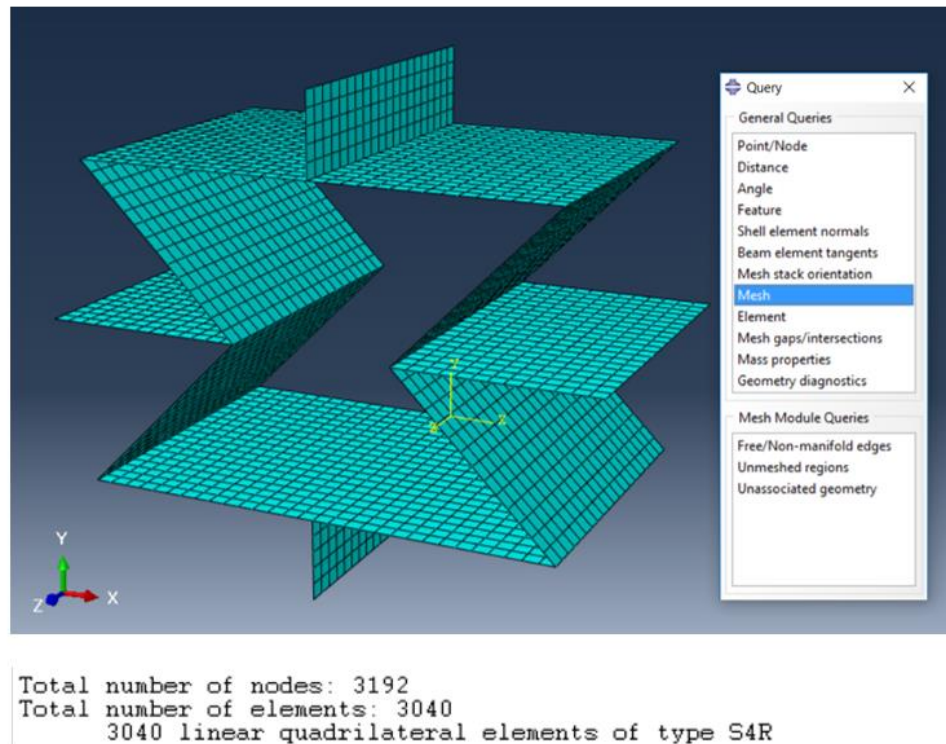 Query
General Queries
Point/Node
Distance
Angle
Feature
Shell element normals
Beam element tangents
Mesh stack orientation
Mesh
Element
Mesh gaps/intersections
Mass properties
Geometry diagnostics
Mesh Module Queries
Free/Non-manifold edges
Unmeshed regions
Unassociated geometry
Y
X
Z
Y
Z
X
Total number of nodes: 3192
Total number of elements: 3040
3040 linear quadrilateral elements of type S4R